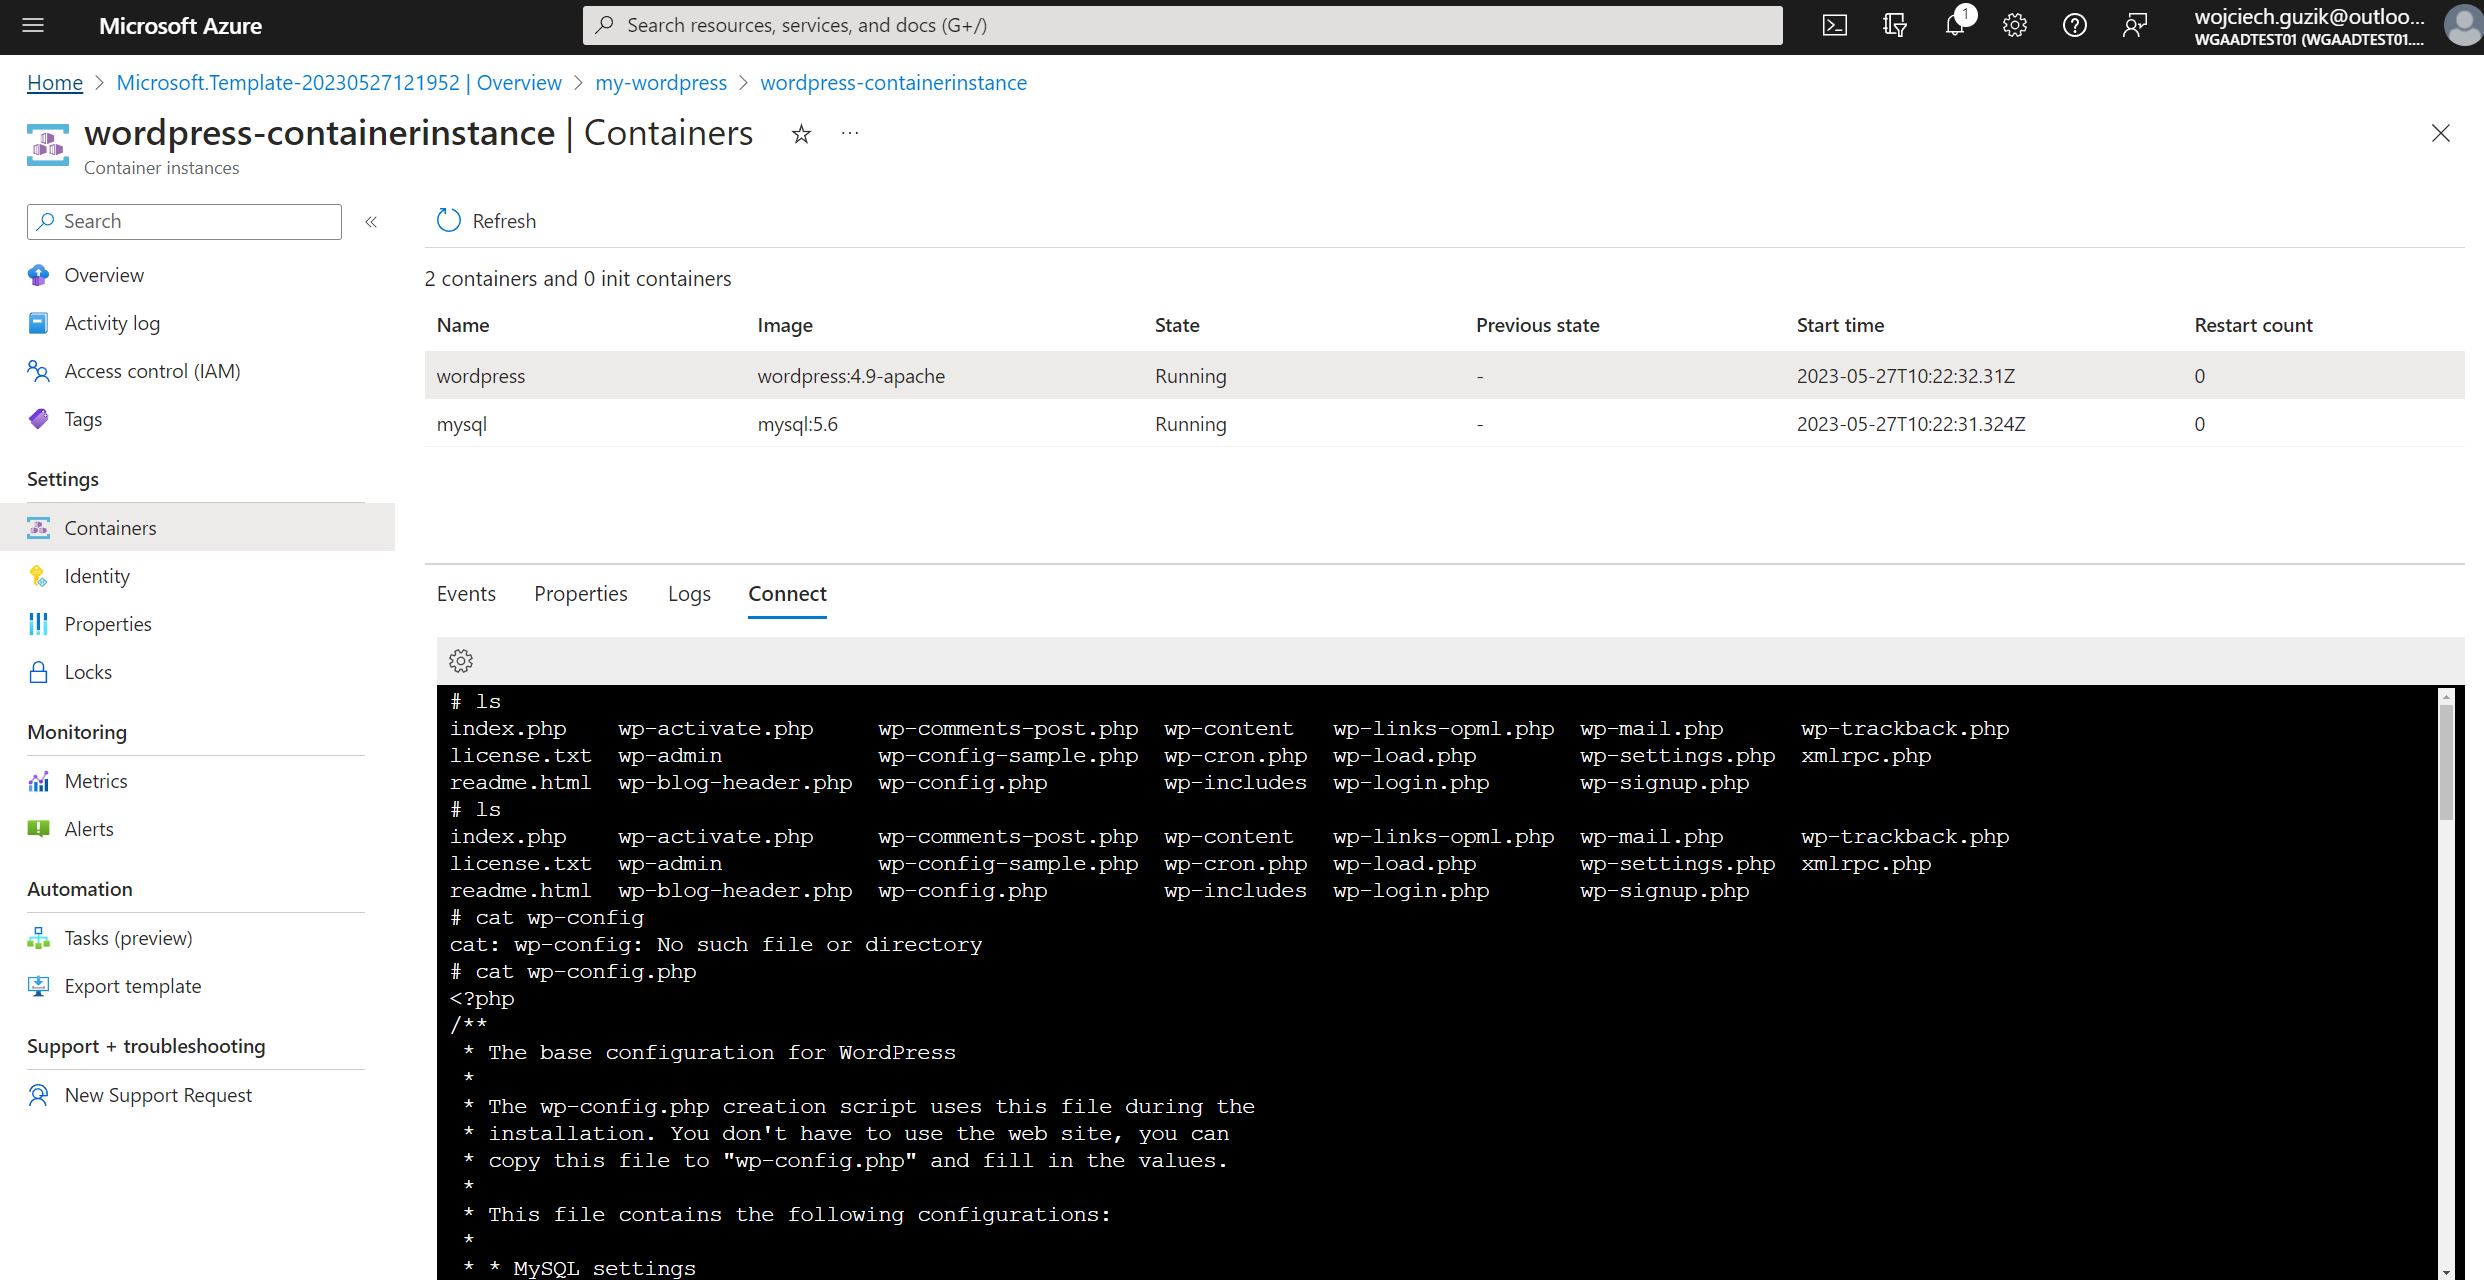 Microsoft Azure
Search resources, services, and docs (G+/)
1
wojciech.guzik@outloo...
WGAADTEST01 (WGAADTEST01....
Home > Microsoft.Template-20230527121952 | Overview > my-wordpress > wordpress-containerinstance
wordpress-containerinstance | Containers
Container instances
Search
Overview
Activity log
Access control (IAM)
Tags
Settings
Containers
Identity
Properties
Locks
Monitoring
Metrics
Alerts
Automation
Tasks (preview)
Export template
Support + troubleshooting
New Support Request
Refresh
2 containers and 0 init containers
Name Image State Previous state Start time Restart count
wordpress wordpress:4.9-apache Running - 2023-05-27T10:22:32.31Z 0
mysql mysql:5.6 Running - 2023-05-27T10:22:31.324Z 0
Events Properties Logs Connect
# ls
index.php    wp-activate.php     wp-comments-post.php  wp-content   wp-links-opml.php  wp-mail.php      wp-trackback.php
license.txt  wp-admin            wp-config-sample.php  wp-cron.php  wp-load.php        wp-settings.php  xmlrpc.php
readme.html  wp-blog-header.php  wp-config.php         wp-includes  wp-login.php       wp-signup.php
# ls
index.php    wp-activate.php     wp-comments-post.php  wp-content   wp-links-opml.php  wp-mail.php      wp-trackback.php
license.txt  wp-admin            wp-config-sample.php  wp-cron.php  wp-load.php        wp-settings.php  xmlrpc.php
readme.html  wp-blog-header.php  wp-config.php         wp-includes  wp-login.php       wp-signup.php
# cat wp-config
cat: wp-config: No such file or directory
# cat wp-config.php
<?php
/**
 * The base configuration for WordPress
 *
 * The wp-config.php creation script uses this file during the
 * installation. You don't have to use the web site, you can
 * copy this file to "wp-config.php" and fill in the values.
 *
 * This file contains the following configurations:
 *
 * * MySQL settings